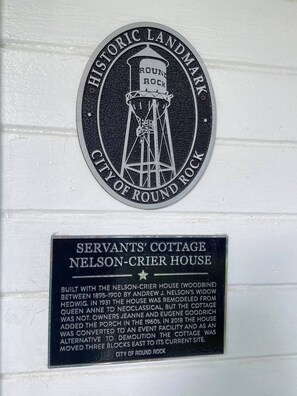 HISTORIC LANDMARK
ROUND
ROCK
CITY OF ROUND ROCK
SERVANTS' COTTAGE
NELSON-CRIER HOUSE
BUILT WITH THE NELSON-CRIER HOUSE (WOODBINE)
BETWEEN 1895-1900 BY ANDREW J. NELSON'S WIDOW
HEDWIG. IN 1931 THE HOUSE WAS REMODELED FROM
QUEEN ANNE TO NEOCLASSICAL, BUT THE COTTAGE
WAS NOT. OWNERS JEANNE AND EUGENE GOODRICH
ADDED THE PORCH IN THE 1960S. IN 2018 THE HOUSE
WAS CONVERTED TO AN EVENT FACILITY AND AS AN
ALTERNATIVE TO DEMOLITION THE COTTAGE WAS
MOVED THREE BLOCKS EAST TO ITS CURRENT SITE.
CITY OF ROUND ROCK